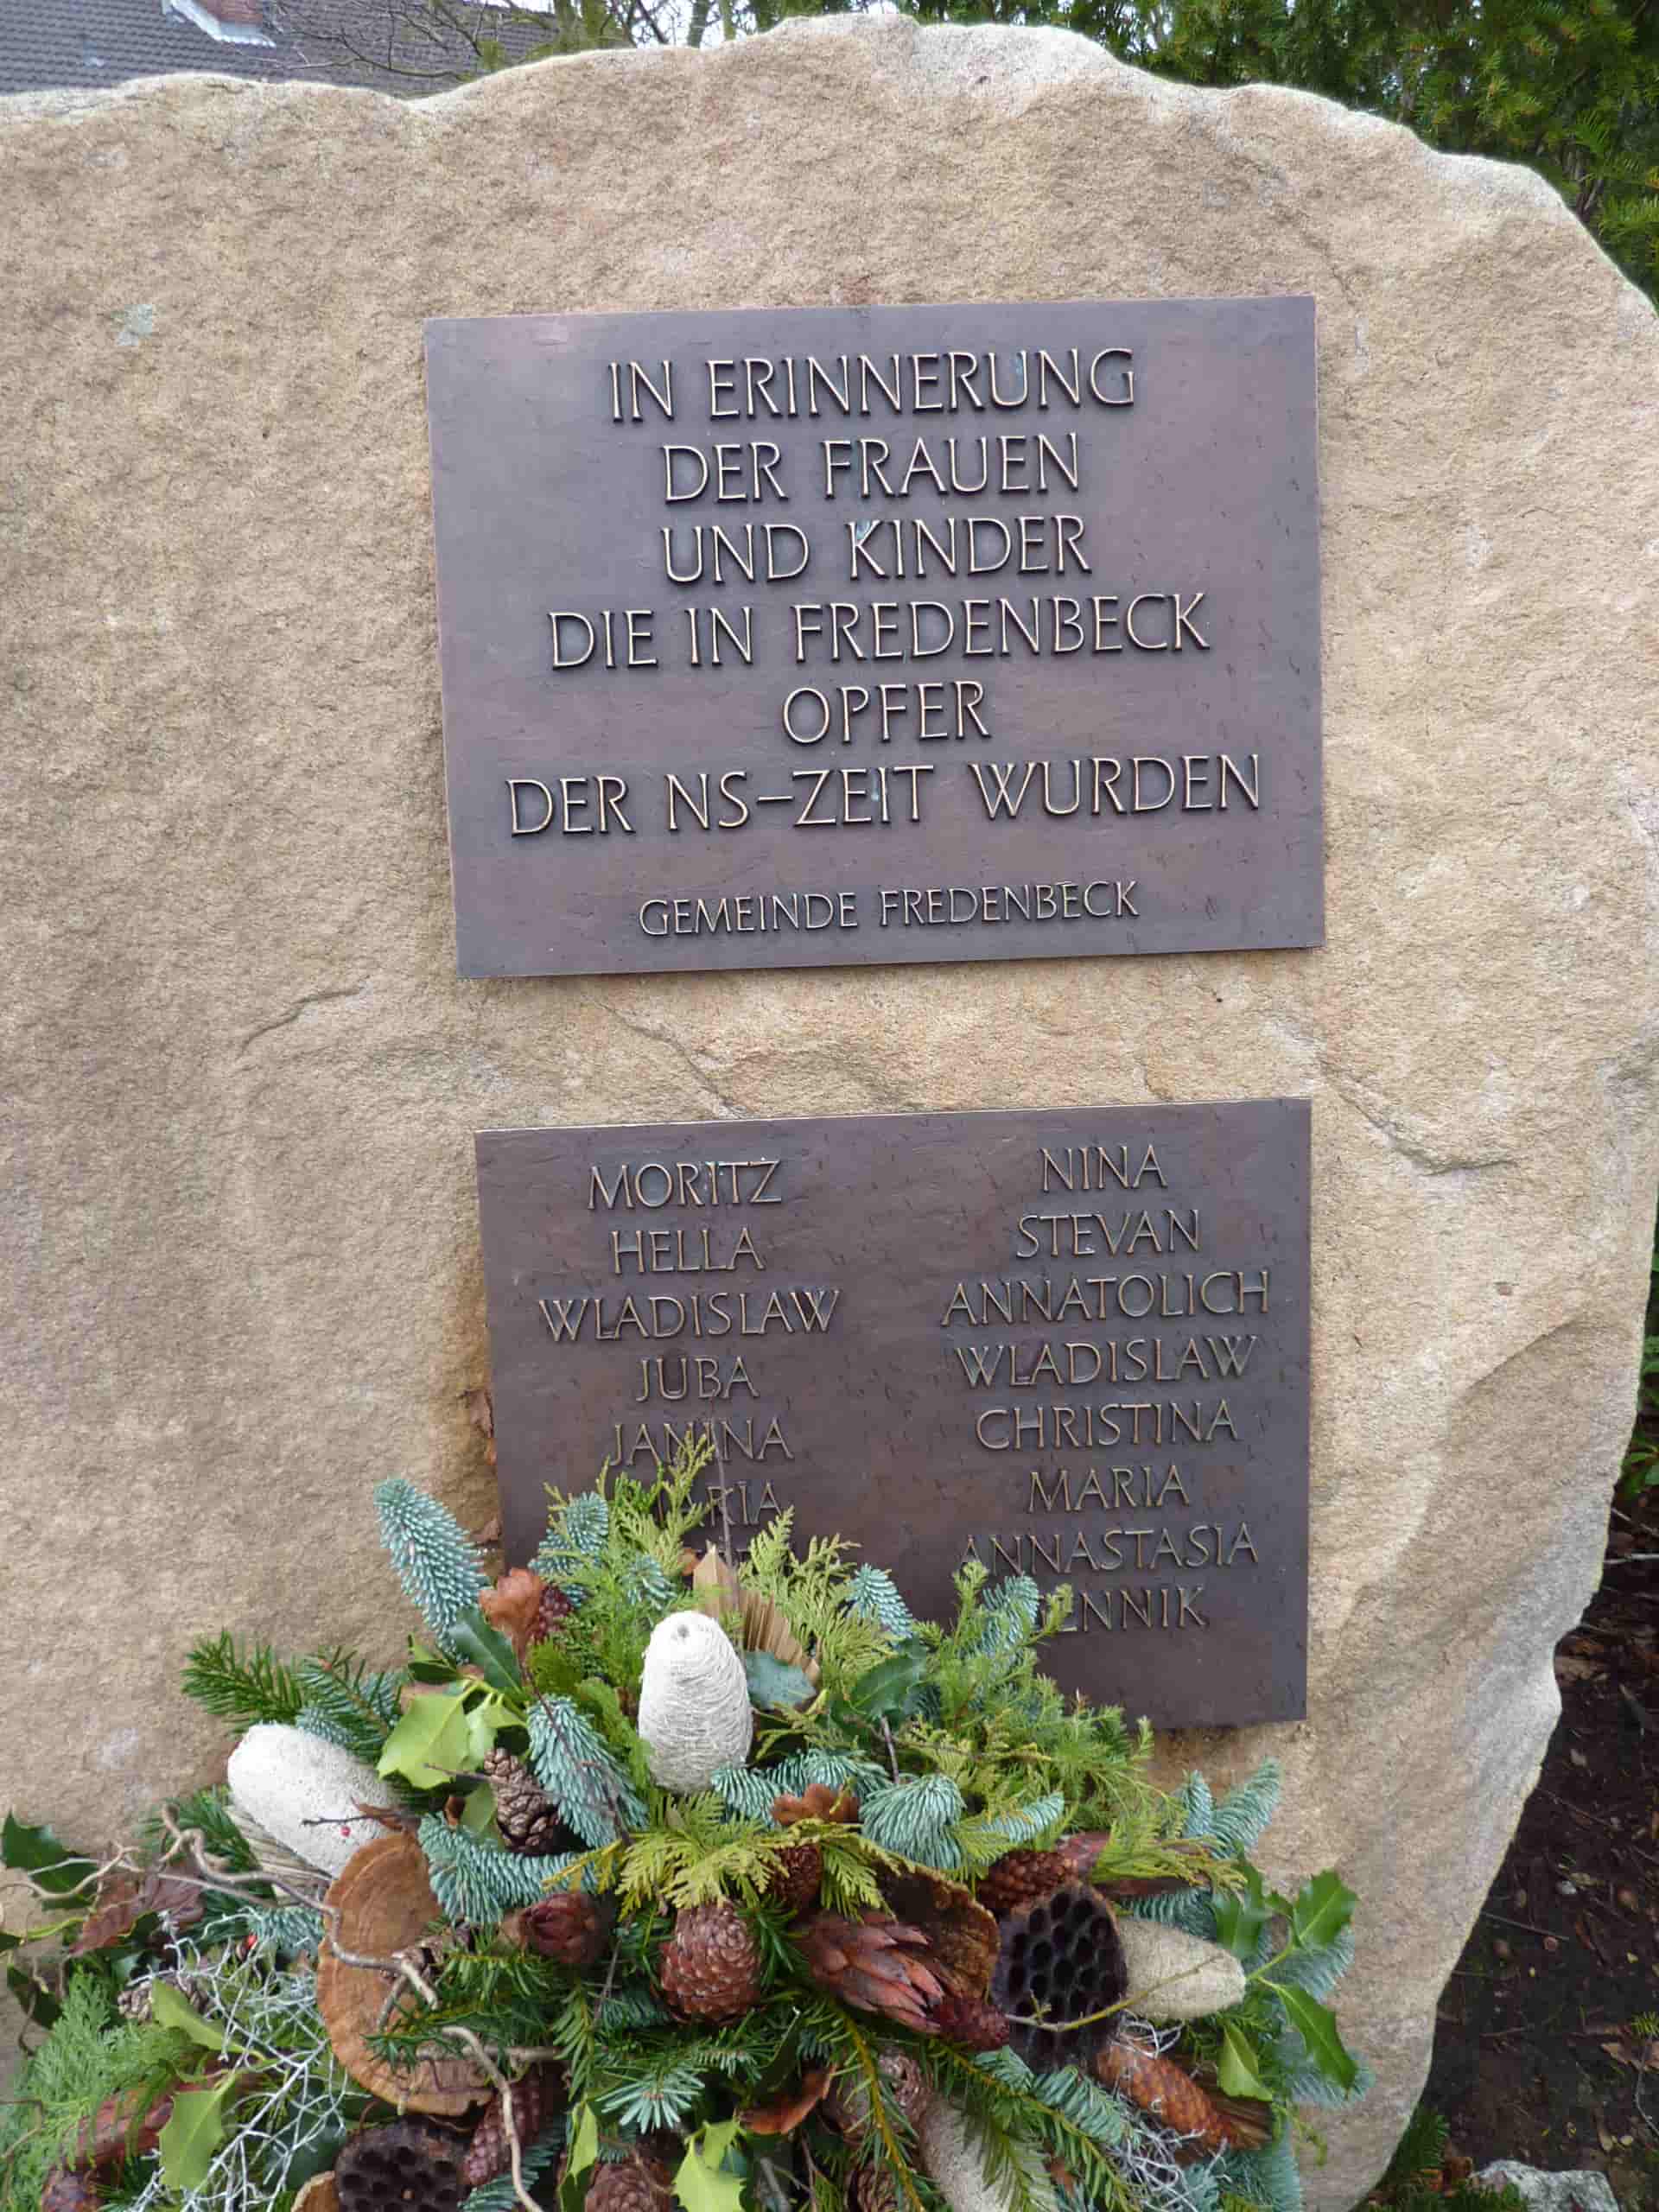 IN ERINNERUNG
DER FRAUEN
UND KINDER
DIE IN FREDENBECK
OPFER
DER NS–ZEIT WURDEN
GEMEINDE FREDENBECK
MORITZ
HELLA
WLADISLAW
JUBA
JANINA
NINA
STEVAN
ANNATOLICH
WLADISLAW
CHRISTINA
MARIA
ANNASTASIA